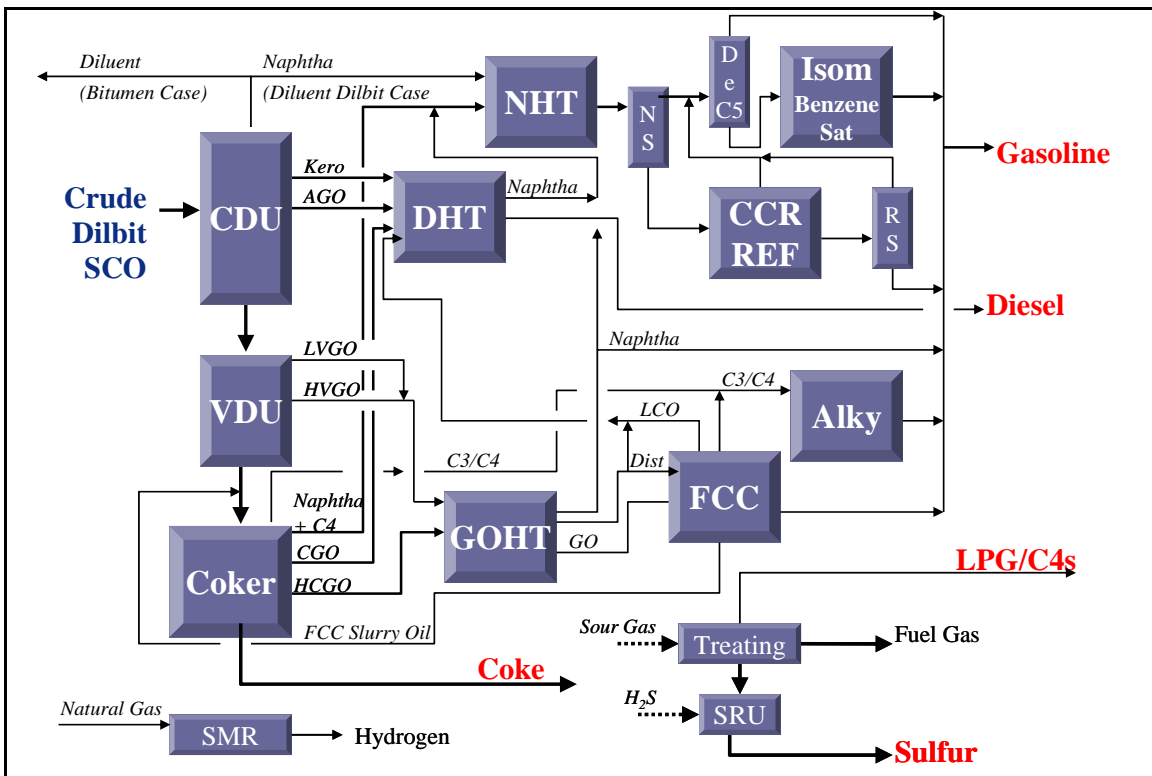 Diluent
(Bitumen Case)
Naphtha
(Diluent Dilbit Case
NHT
N
S
D
e
C5
Isom
Benzene
Sat
Gasoline
Crude
Dilbit
SCO
CDU
Kero
AGO
DHT
Naphtha
CCR
REF
R
S
Diesel
Naphtha
LVGO
HVGO
VDU
C3/C4
Alky
LCO
C3/C4
Dist
FCC
Naphtha
+ C4
CGO
HCGO
Coker
GOHT
GO
FCC Slurry Oil
Coke
LPG/C4s
Sour Gas
Treating
Fuel Gas
H₂S
SRU
Sulfur
Natural Gas
SMR
Hydrogen